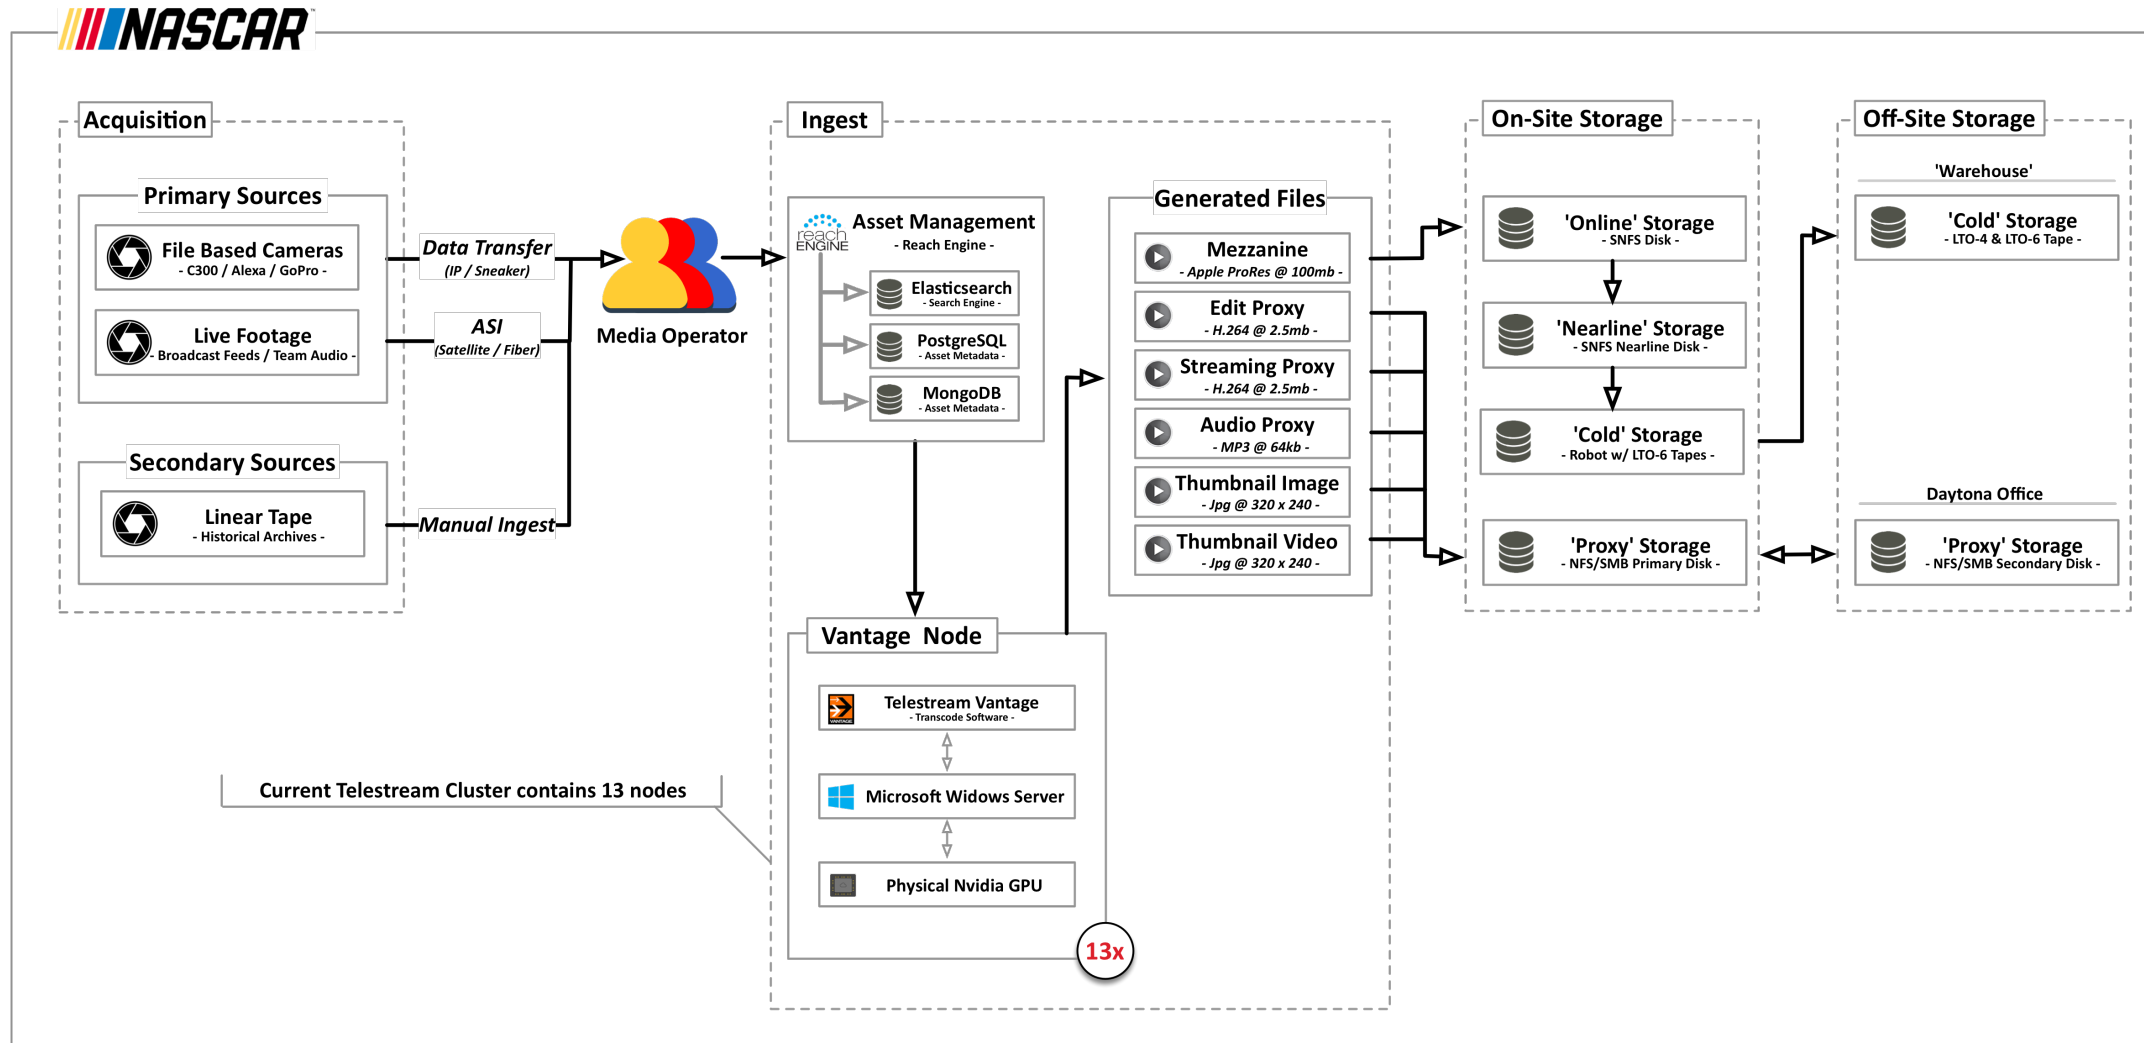 NASCAR
Acquisition
Primary Sources
File Based Cameras
- C300 / Alexa / GoPro -
Live Footage
- Broadcast Feeds / Team Audio -
Secondary Sources
Linear Tape
- Historical Archives -
Data Transfer
(IP / Sneaker)
ASI
(Satellite / Fiber)
Manual Ingest
Media Operator
Ingest
reach
ENGINE
Asset Management
- Reach Engine -
Elasticsearch
- Search Engine -
PostgreSQL
- Asset Metadata -
MongoDB
- Asset Metadata -
Vantage Node
VANTAGE
Telestream Vantage
- Transcode Software -
Microsoft Widows Server
Physical Nvidia GPU
13x
Current Telestream Cluster contains 13 nodes
Generated Files
Mezzanine
- Apple ProRes @ 100mb -
Edit Proxy
- H.264 @ 2.5mb -
Streaming Proxy
- H.264 @ 2.5mb -
Audio Proxy
- MP3 @ 64kb -
Thumbnail Image
- Jpg @ 320 x 240 -
Thumbnail Video
- Jpg @ 320 x 240 -
On-Site Storage
'Online' Storage
- SNFS Disk -
'Nearline' Storage
- SNFS Nearline Disk -
'Cold' Storage
- Robot w/ LTO-6 Tapes -
'Proxy' Storage
- NFS/SMB Primary Disk -
Off-Site Storage
'Warehouse'
'Cold' Storage
- LTO-4 & LTO-6 Tape -
Daytona Office
'Proxy' Storage
- NFS/SMB Secondary Disk -